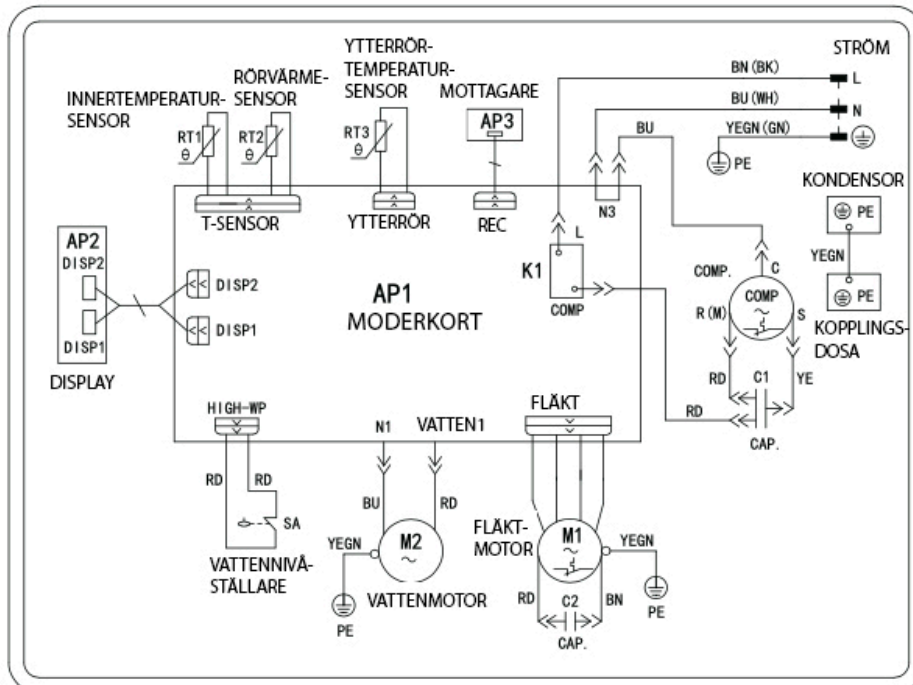 INNERTEMPERATUR-
SENSOR
RÖRVÄRME-
SENSOR
YTTERRÖR-
TEMPERATUR-
SENSOR
MOTTAGARE
AP3
STRÖM
BN(BK)
L
BU(WH)
N
BU
YEGN(GN)
PE
RT1
θ
RT2
θ
RT3
θ
T-SENSOR
YTTERRÖR
REC
L
N3
K1
COMP
KONDENSOR
PE
YEGN
PE
KOPPLINGS-
DOSA
COMP.
C
COMP
~
R(M)
S
RD
C1
YE
RD
CAP.
AP2
DISP2
DISP1
DISPLAY
DISP2
DISP1
AP1
MODERKORT
HIGH-WP
N1
VATTEN1
FLÄKT
RD
RD
SA
VATTENNIVÅ-
STÄLLARE
BU
RD
YEGN
M2
~
PE
VATTENMOTOR
FLÄKT-
MOTOR
M1
~
YEGN
PE
RD
C2
BN
CAP.